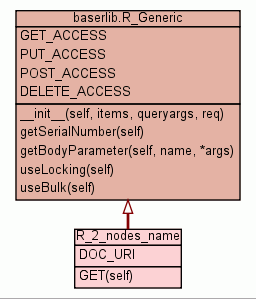 baserlib.R_Generic
GET_ACCESS
PUT_ACCESS
POST_ACCESS
DELETE_ACCESS
__init__(self, items, queryargs, req)
getSerialNumber(self)
getBodyParameter(self, name, *args)
useLocking(self)
useBulk(self)
R_2_nodes_name
DOC_URI
GET(self)